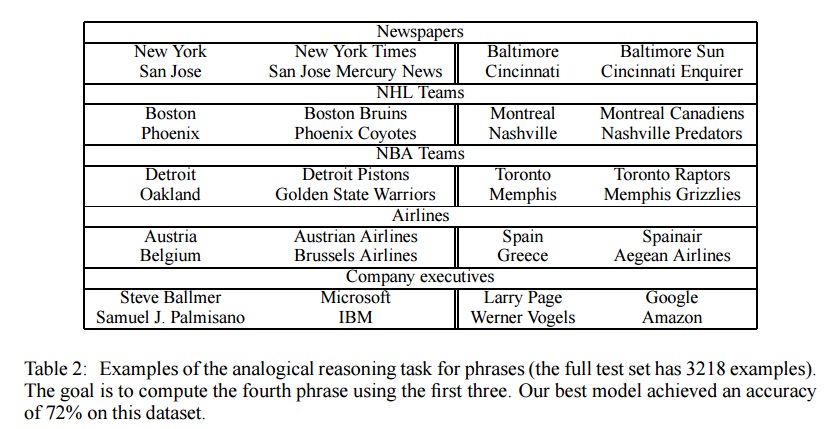 Newspapers
New York New York Times Baltimore Baltimore Sun
San Jose San Jose Mercury News Cincinnati Cincinnati Enquirer
NHL Teams
Boston Boston Bruins Montreal Montreal Canadiens
Phoenix Phoenix Coyotes Nashville Nashville Predators
NBA Teams
Detroit Detroit Pistons Toronto Toronto Raptors
Oakland Golden State Warriors Memphis Memphis Grizzlies
Airlines
Austria Austrian Airlines Spain Spainair
Belgium Brussels Airlines Greece Aegean Airlines
Company executives
Steve Ballmer Microsoft Larry Page Google
Samuel J. Palmisano IBM Werner Vogels Amazon
Table 2: Examples of the analogical reasoning task for phrases (the full test set has 3218 examples).
The goal is to compute the fourth phrase using the first three. Our best model achieved an accuracy
of 72% on this dataset.